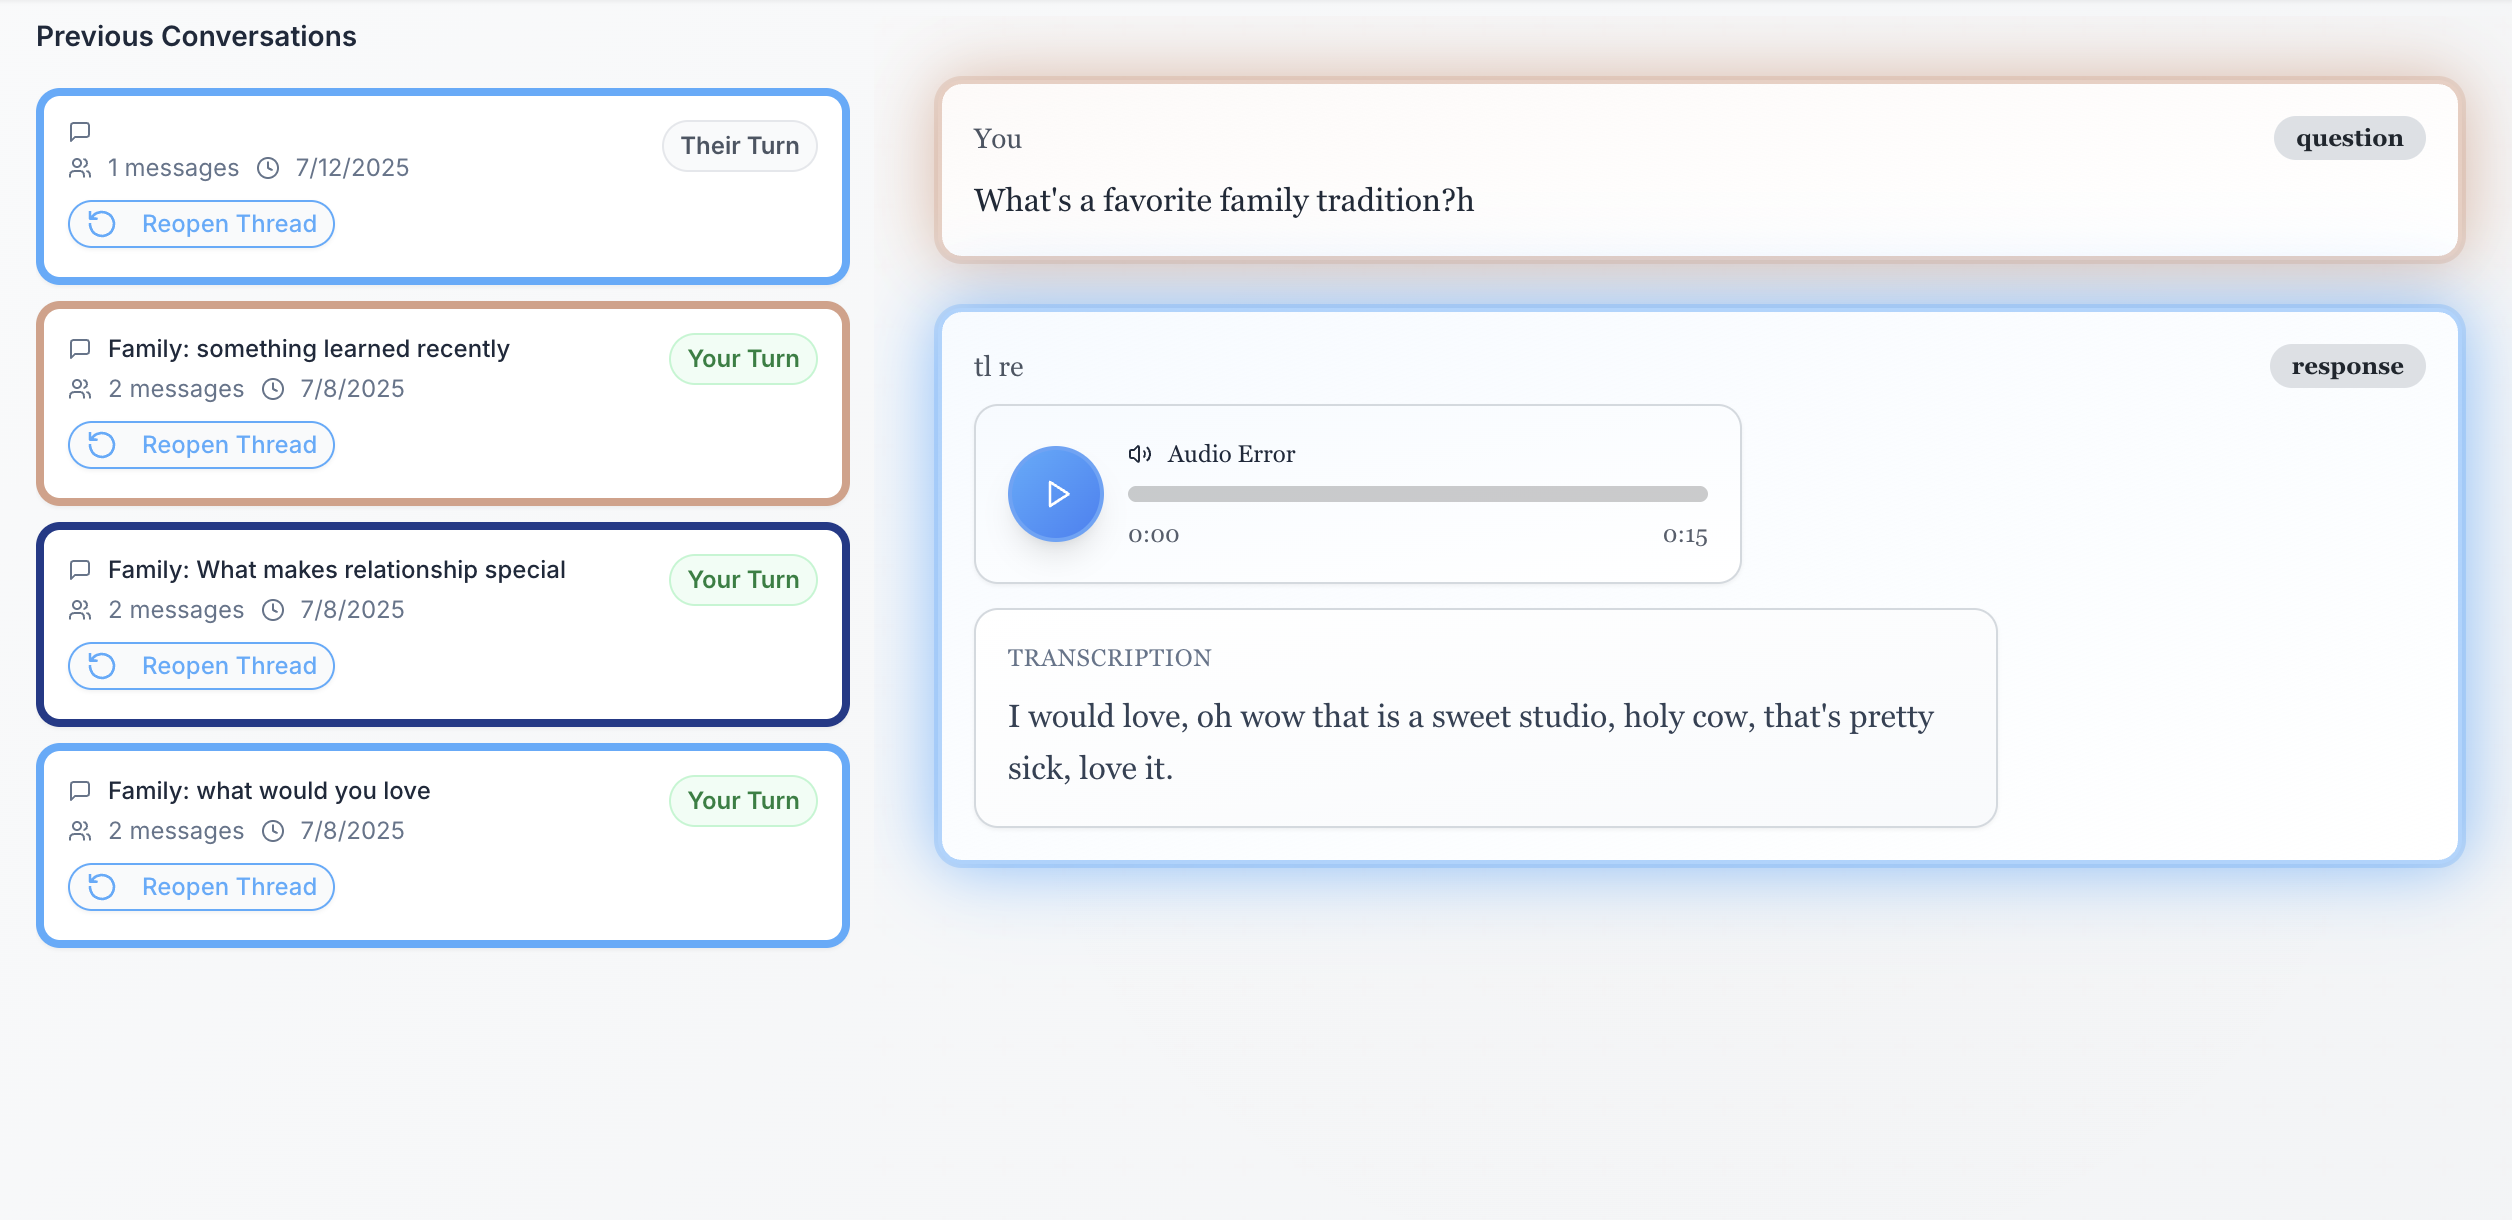 Previous Conversations
Their Turn
1 messages 7/12/2025
Reopen Thread
Family: something learned recently
Your Turn
2 messages 7/8/2025
Reopen Thread
Family: What makes relationship special
Your Turn
2 messages 7/8/2025
Reopen Thread
Family: what would you love
Your Turn
2 messages 7/8/2025
Reopen Thread
You
question
What's a favorite family tradition?h
tl re
response
Audio Error
0:00 0:15
TRANSCRIPTION
I would love, oh wow that is a sweet studio, holy cow, that's pretty
sick, love it.